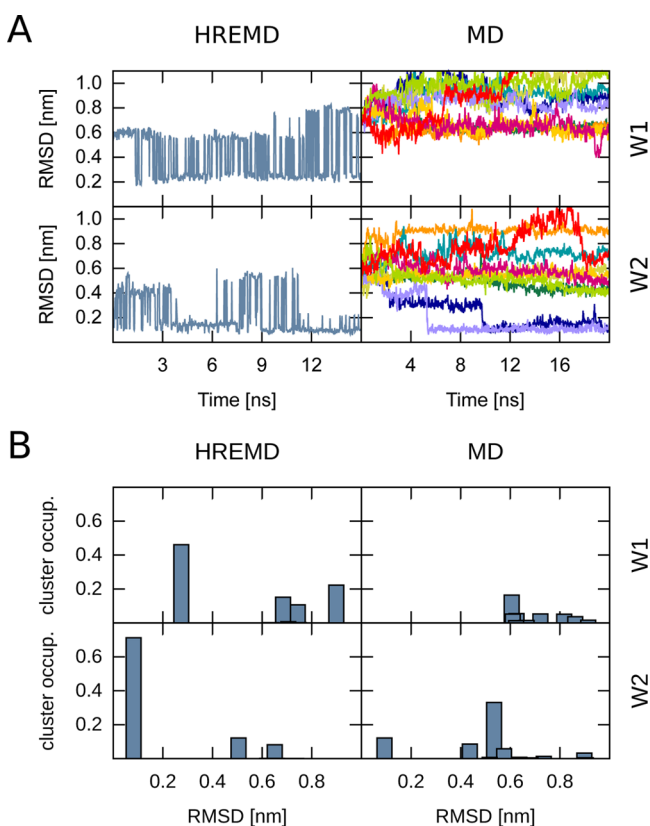 A
HREMD MD
RMSD [nm]
1.0
0.8
0.6
0.4
0.2
W1
RMSD [nm]
1.0
0.8
0.6
0.4
0.2
W2
3 6 9 12 4 8 12 16
Time [ns] Time [ns]
B
HREMD MD
cluster occup.
0.6
0.4
0.2
W1
cluster occup.
0.6
0.4
0.2
W2
0.2 0.4 0.6 0.8 0.2 0.4 0.6 0.8
RMSD [nm] RMSD [nm]